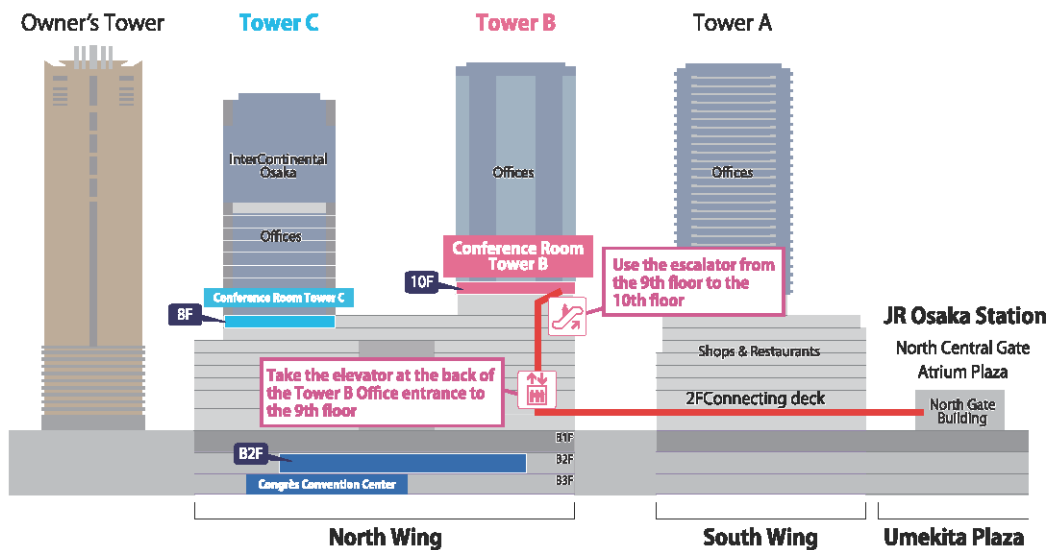 Owner's Tower
Tower C
Tower B
Tower A
InterContinental
Osaka
Offices
Offices
Offices
Conference Room
Tower B
10F
Use the escalator from
the 9th floor to the
10th floor
Conference Room Tower C
8F
JR Osaka Station
North Central Gate
Atrium Plaza
Shops & Restaurants
Take the elevator at the back of
the Tower B Office entrance to
the 9th floor
2FConnecting deck
North Gate
Building
B1F
B2F
B2F
B3F
Congrès Convention Center
North Wing
South Wing
Umekita Plaza